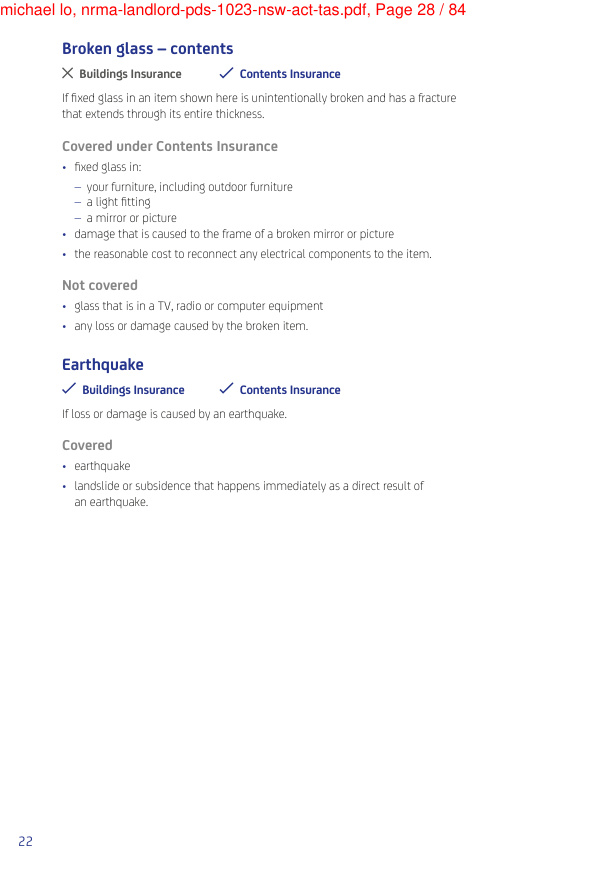 michael lo, nrma-landlord-pds-1023-nsw-act-tas.pdf, Page 28 / 84
Broken glass – contents
Buildings Insurance
Contents Insurance
If fixed glass in an item shown here is unintentionally broken and has a fracture
that extends through its entire thickness.
Covered under Contents Insurance
• fixed glass in:
– your furniture, including outdoor furniture
– a light fitting
– a mirror or picture
• damage that is caused to the frame of a broken mirror or picture
• the reasonable cost to reconnect any electrical components to the item.
Not covered
• glass that is in a TV, radio or computer equipment
• any loss or damage caused by the broken item.
Earthquake
Buildings Insurance
Contents Insurance
If loss or damage is caused by an earthquake.
Covered
• earthquake
• landslide or subsidence that happens immediately as a direct result of
an earthquake.
22